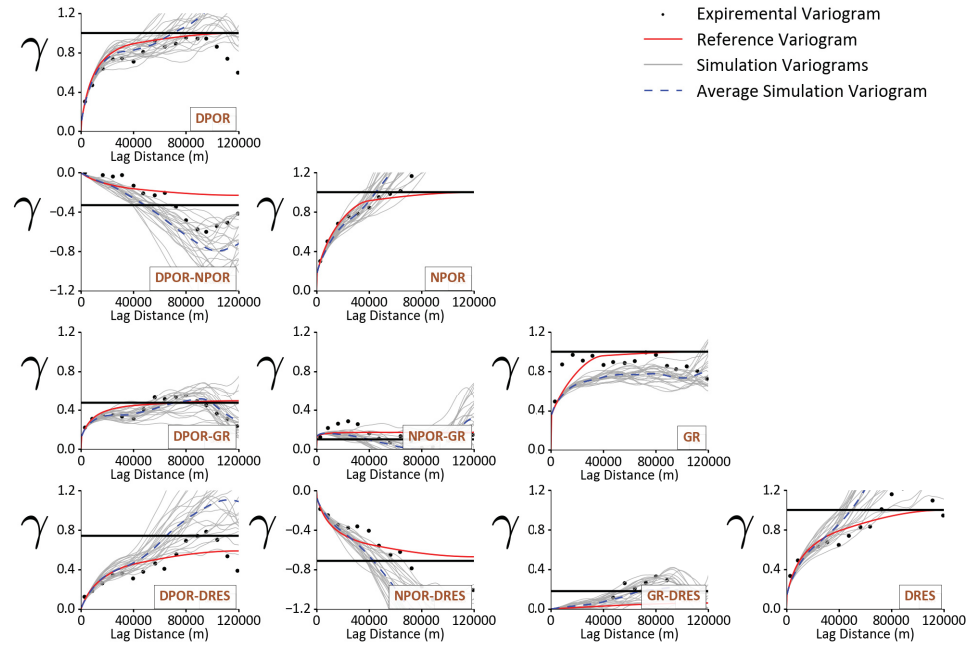 Expiremental Variogram
Reference Variogram
Simulation Variograms
Average Simulation Variogram
γ
1.2
0.8
0.4
0.0
DPOR
0 40000 80000 120000
Lag Distance (m)
γ
0.0
−0.4
−0.8
−1.2
DPOR-NPOR
0 40000 80000 120000
Lag Distance (m)
γ
1.2
0.8
0.4
0.0
NPOR
0 40000 80000 120000
Lag Distance (m)
γ
1.2
0.8
0.4
0.0
DPOR-GR
0 40000 80000 120000
Lag Distance (m)
γ
1.2
0.8
0.4
0.0
NPOR-GR
0 40000 80000 120000
Lag Distance (m)
γ
1.2
0.8
0.4
0.0
GR
0 40000 80000 120000
Lag Distance (m)
γ
1.2
0.8
0.4
0.0
DPOR-DRES
0 40000 80000 120000
Lag Distance (m)
γ
0.0
−0.4
−0.8
−1.2
NPOR-DRES
0 40000 80000 120000
Lag Distance (m)
γ
1.2
0.8
0.4
0.0
GR-DRES
0 40000 80000 120000
Lag Distance (m)
γ
1.2
0.8
0.4
0.0
DRES
0 40000 80000 120000
Lag Distance (m)